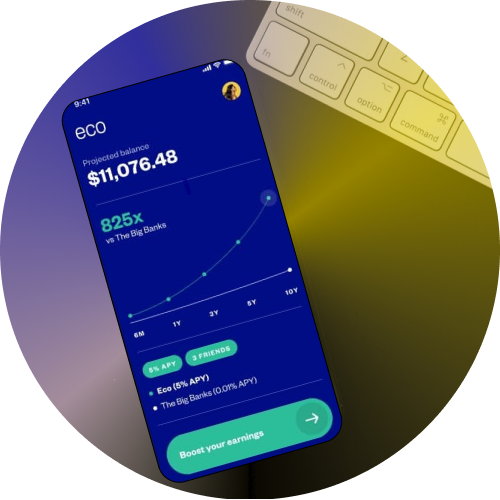 shift
fn
control
option
⌘
command
9:41
eco
Projected balance
$11,076.48
825x
vs The Big Banks
6M 1Y 3Y 5Y 10Y
5% APY 3 FRIENDS
Eco (5% APY)
The Big Banks (0.01% APY)
Boost your earnings